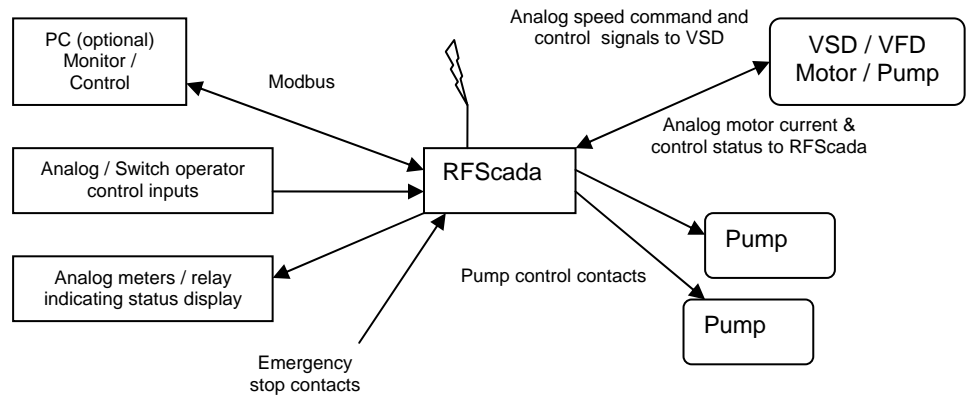 PC (optional)
Monitor /
Control
Modbus
Analog speed command and
control signals to VSD
VSD / VFD
Motor / Pump
Analog motor current &
control status to RFScada
Analog / Switch operator
control inputs
RFScada
Analog meters / relay
indicating status display
Pump
Pump control contacts
Pump
Emergency
stop contacts